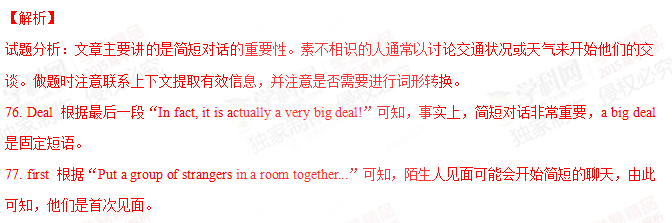 【解析】
试题分析：文章主要讲的是简短对话的重要性。素不相识的人通常以讨论交通状况或天气来开始他们的交
谈。做题时注意联系上下文提取有效信息，并注意是否需要进行词形转换。
76. Deal 根据最后一段“In fact, it is actually a very big deal!”可知，事实上，简短对话非常重要，a big deal
是固定短语。
77. first 根据“Put a group of strangers in a room together...”可知，陌生人见面可能会开始简短的聊天，由此
可知，他们是首次见面。